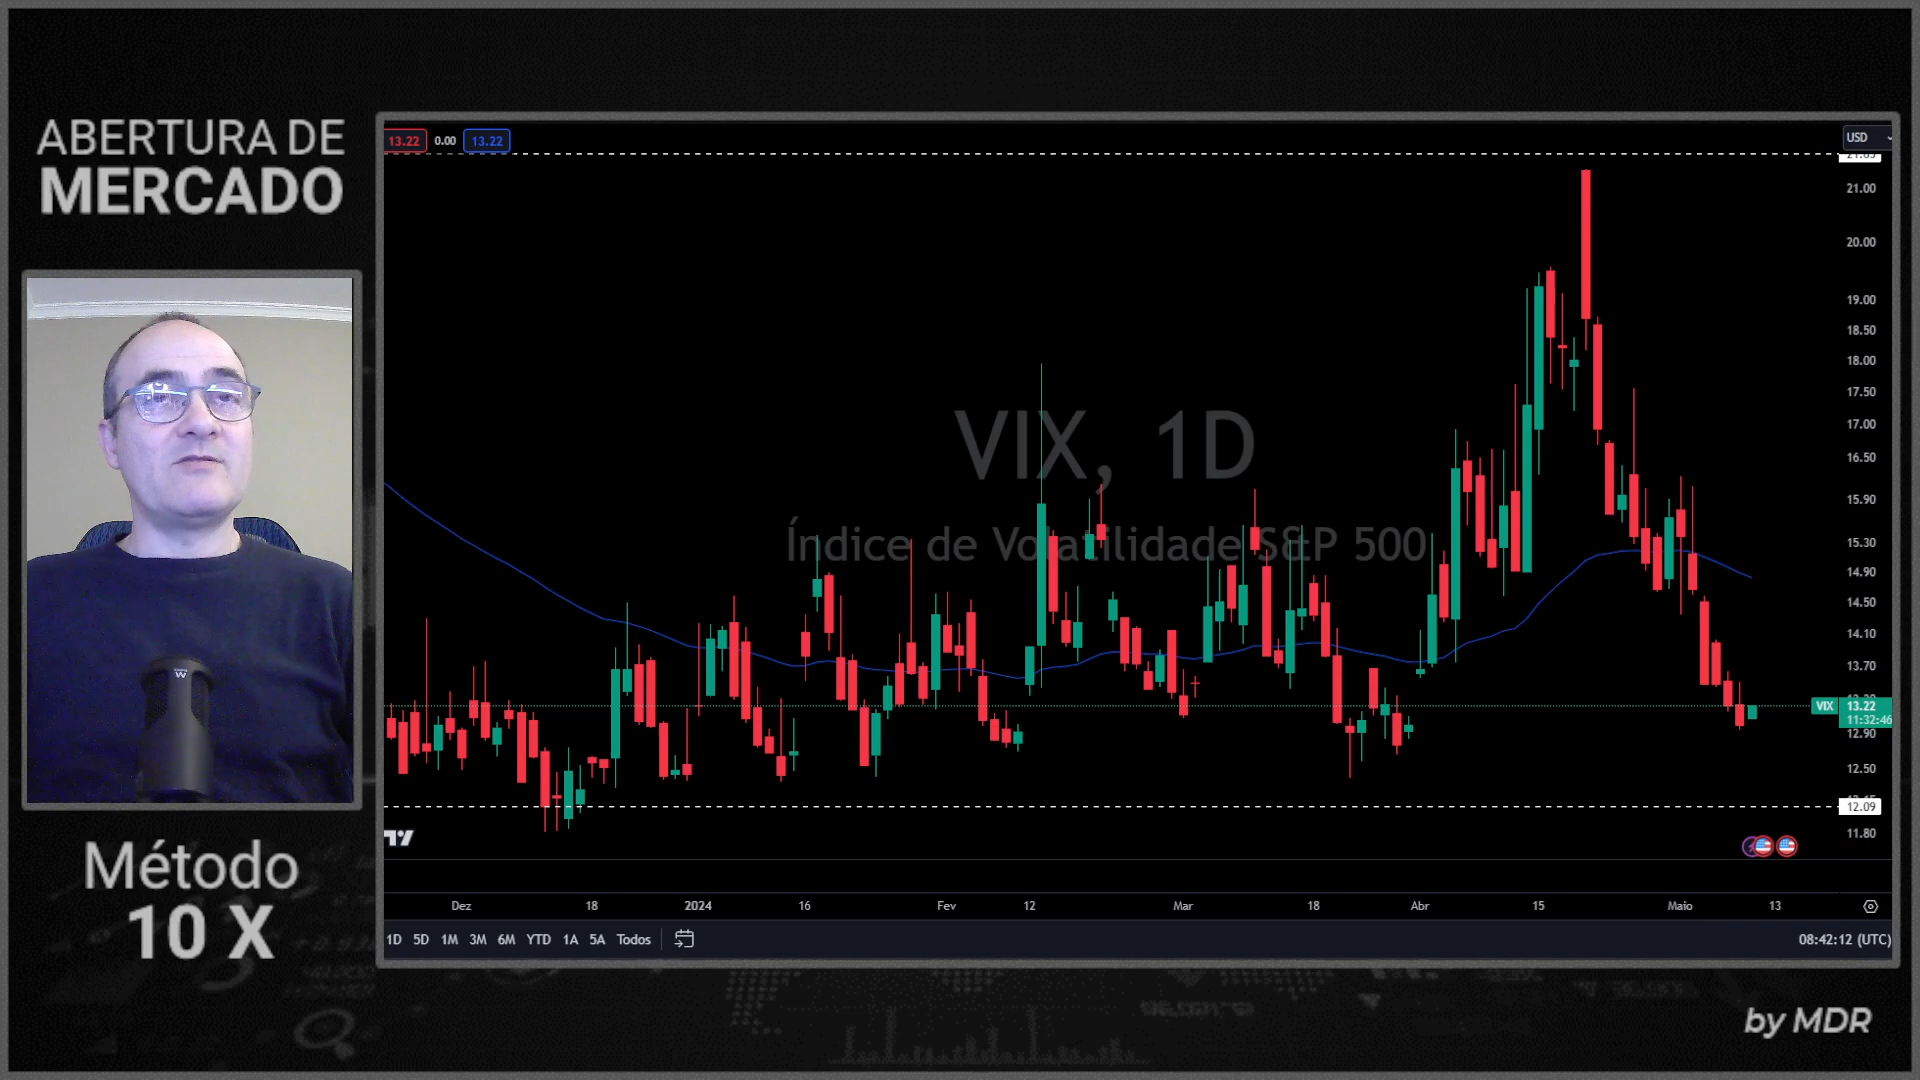 ABERTURA DE
MERCADO
W
Método
10 X
13.22 0.00 13.22
USD
VIX, 1D
Índice de Volatilidade S&P 500
21.00
20.00
19.00
18.50
18.00
17.50
17.00
16.50
15.90
15.30
14.90
14.50
14.10
13.70
VIX 13.22
11:32:46
12.90
12.50
12.09
11.80
Dez 18 2024 16 Fev 12 Mar 18 Abr 15 Maio 13
1D 5D 1M 3M 6M YTD 1A 5A Todos
08:42:12 (UTC)
by MDR